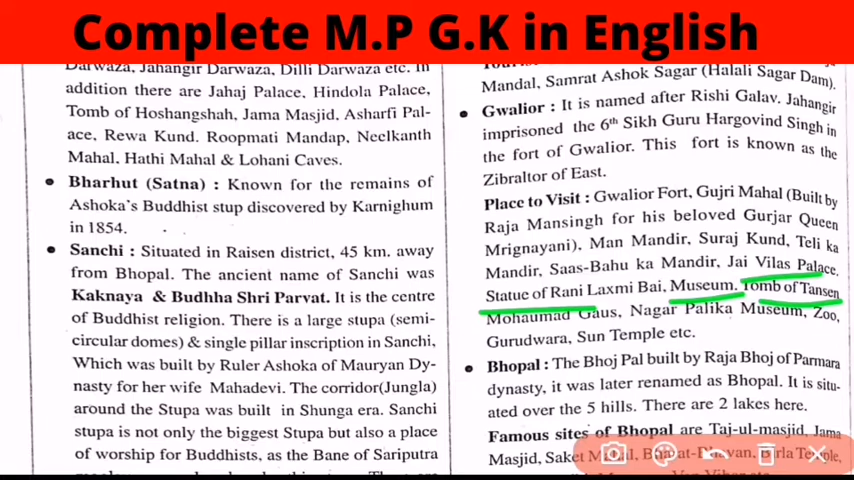 Complete M.P G.K in English
Darwaza, Jahangir Darwaza, Dilli Darwaza etc. In
addition there are Jahaj Palace, Hindola Palace,
Tomb of Hoshangshah, Jama Masjid, Asharfi Pal-
ace, Rewa Kund. Roopmati Mandap, Neelkanth
Mahal. Hathi Mahal & Lohani Caves.
• Bharhut (Satna) : Known for the remains of
Ashoka's Buddhist stup discovered by Karnighum
in 1854.
• Sanchi : Situated in Raisen district, 45 km. away
from Bhopal. The ancient name of Sanchi was
Kaknaya & Budhha Shri Parvat. It is the centre
of Buddhist religion. There is a large stupa (semi-
circular domes) & single pillar inscription in Sanchi,
Which was built by Ruler Ashoka of Mauryan Dy-
nasty for her wife Mahadevi. The corridor(Jungla)
around the Stupa was built in Shunga era. Sanchi
stupa is not only the biggest Stupa but also a place
of worship for Buddhists, as the Bane of Sariputra
Mandal, Samrat Ashok Sagar (Halali Sagar Dam).
• Gwalior : It is named after Rishi Galav. Jahangir
imprisoned the 6th Sikh Guru Hargovind Singh in
the fort of Gwalior. This fort is known as the
Zibraltor of East.
Place to Visit : Gwalior Fort, Gujri Mahal (Built by
Raja Mansingh for his beloved Gurjar Queen
Mrignayani). Man Mandir, Suraj Kund, Teli ka
Mandir, Saas-Bahu ka Mandir, Jai Vilas Palace.
Statue of Rani Laxmi Bai, Museum. Tomb of Tansen
Mohaumad Gaus, Nagar Palika Museum, Zoo,
Gurudwara, Sun Temple etc.
• Bhopal : The Bhoj Pal built by Raja Bhoj of Parmara
dynasty, it was later renamed as Bhopal. It is situ-
ated over the 5 hills. There are 2 lakes here.
Famous sites of Bhopal are Taj-ul-masjid, Jama
Masjid, Saket Mahal, Bharat-Bhavan, Birla Temple,